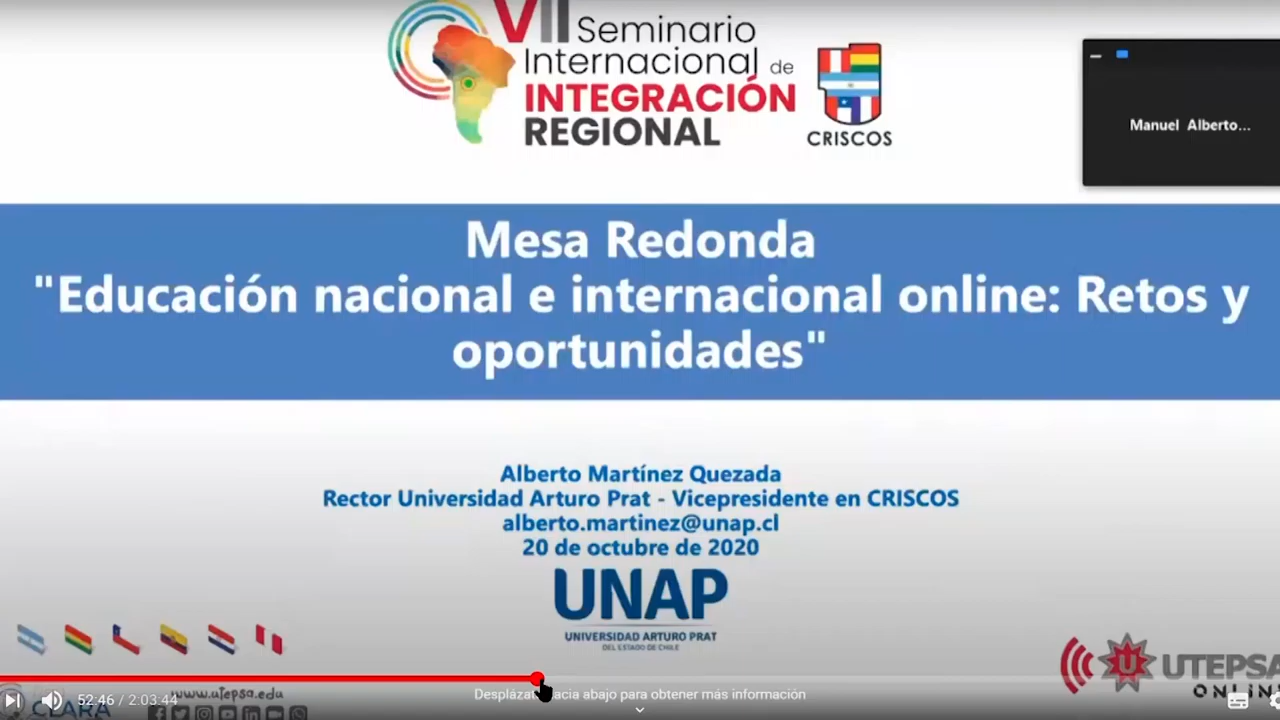 VII Seminario
Internacional de
INTEGRACIÓN
REGIONAL
CRISCOS
Manuel Alberto...
Mesa Redonda
"Educación nacional e internacional online: Retos y
oportunidades"
Alberto Martínez Quezada
Rector Universidad Arturo Prat - Vicepresidente en CRISCOS
alberto.martinez@unap.cl
20 de octubre de 2020
UNAP
UNIVERSIDAD ARTURO PRAT
DEL ESTADO DE CHILE
U UTEPSA
ONLINE
52:46 / 2:03:44
www.utepsa.edu
abajo para obtener más información
CLARA